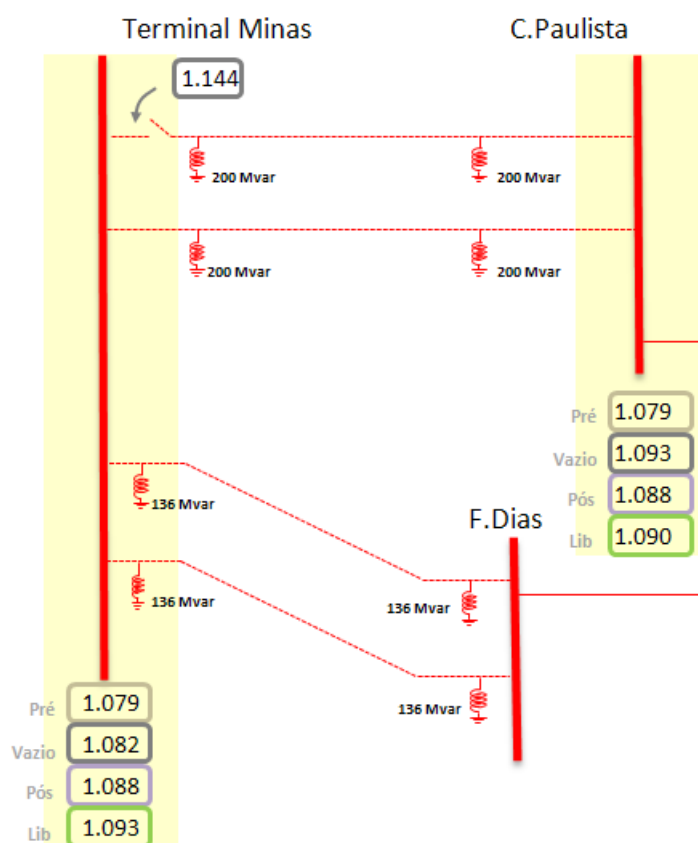 Terminal Minas
C.Paulista
1.144
200 Mvar
200 Mvar
200 Mvar
200 Mvar
Pré 1.079
Vazio 1.093
Pós 1.088
Lib 1.090
136 Mvar
F.Dias
136 Mvar
136 Mvar
136 Mvar
Pré 1.079
Vazio 1.082
Pós 1.088
Lib 1.093